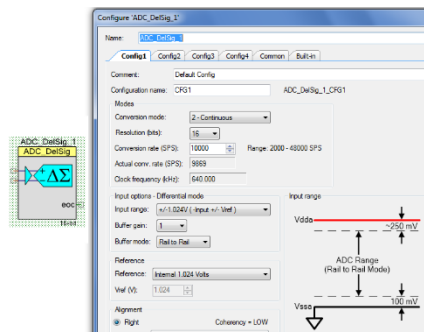 Configure 'ADC_DelSig_1'
Name: ADC_DelSig_1
Config1 Config2 Config3 Config4 Common Built-in
Comment: Default Config
Configuration name: CFG1 ADC_DelSig_1_CFG1
Modes
Conversion mode: 2 - Continuous
Resolution (bits): 16
Conversion rate (SPS): 10000 Range: 2000 - 48000 SPS
Actual conv. rate (SPS): 9869
Clock frequency (kHz): 640.000
Input options - Differential mode
Input range: +/-1.024V (-Input +/- Vref)
Buffer gain: 1
Buffer mode: Rail to Rail
Reference
Reference: Internal 1.024 Volts
Vref (V): 1.024
Alignment
Right Coherency = LOW
Input range
Vdda
~250 mV
ADC Range
(Rail to Rail Mode)
100 mV
Vssa
ADC_DelSig_1
ADC_DelSig
ΔΣ
eoc